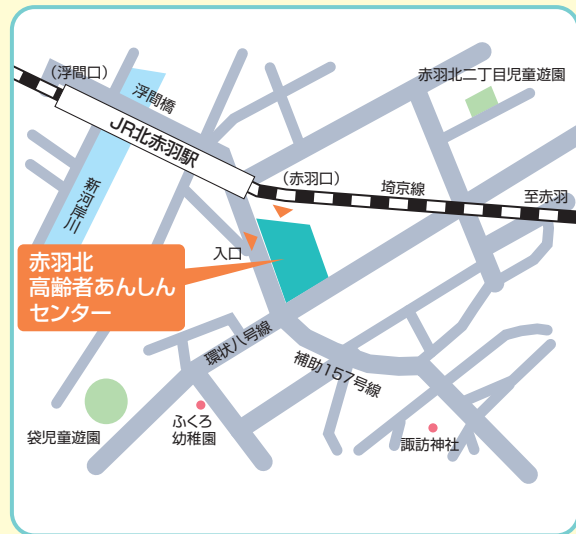 （浮間口）
赤羽北二丁目児童遊園
浮間橋
JR北赤羽駅
（赤羽口）
埼京線
至赤羽
新河岸川
入口
赤羽北
高齢者あんしん
センター
環状八号線
補助157号線
袋児童遊園
ふくろ
幼稚園
諏訪神社